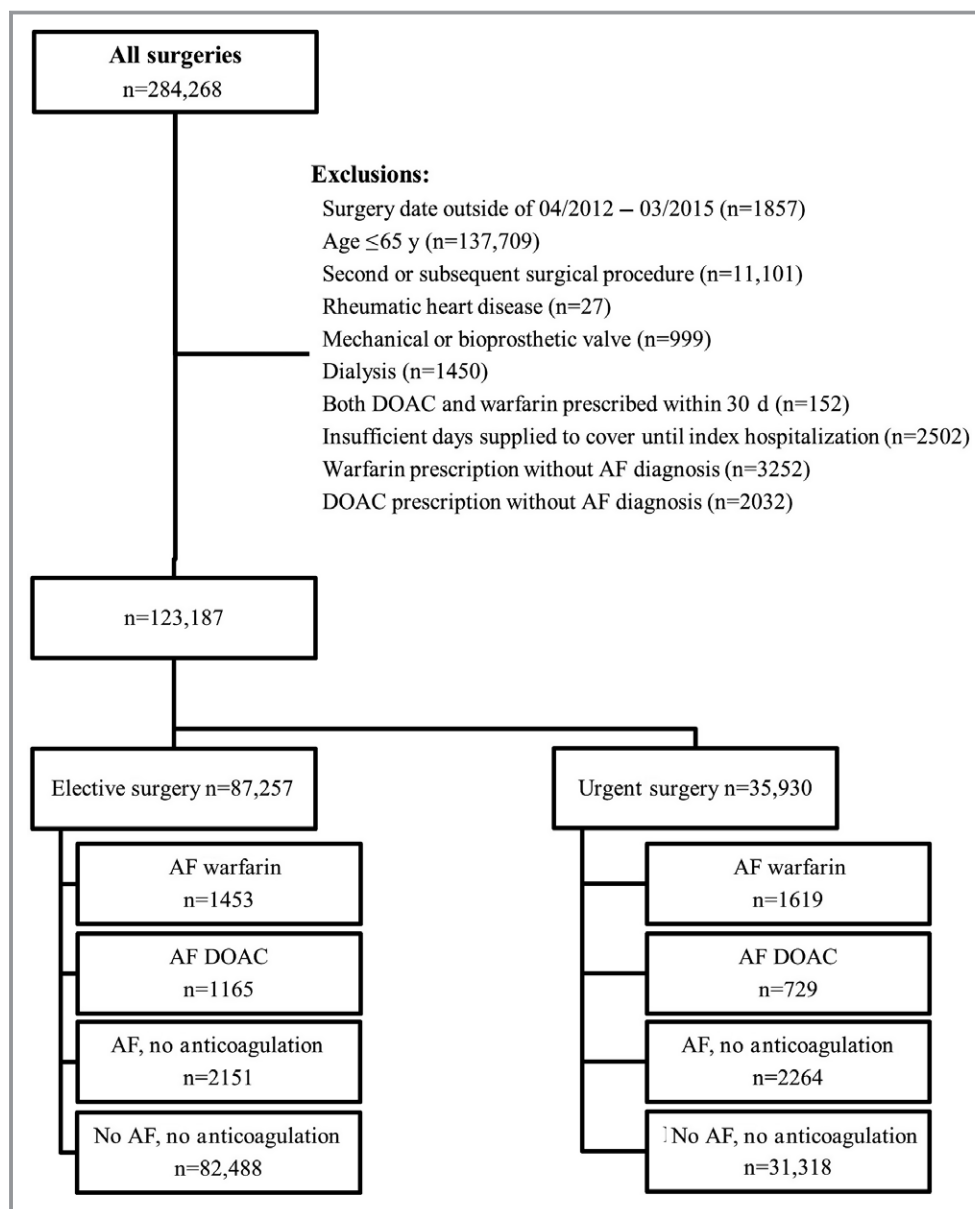 All surgeries
n=284,268
Exclusions:
Surgery date outside of 04/2012 – 03/2015 (n=1857)
Age ≤65 y (n=137,709)
Second or subsequent surgical procedure (n=11,101)
Rheumatic heart disease (n=27)
Mechanical or bioprosthetic valve (n=999)
Dialysis (n=1450)
Both DOAC and warfarin prescribed within 30 d (n=152)
Insufficient days supplied to cover until index hospitalization (n=2502)
Warfarin prescription without AF diagnosis (n=3252)
DOAC prescription without AF diagnosis (n=2032)
n=123,187
Elective surgery n=87,257
AF warfarin
n=1453
AF DOAC
n=1165
AF, no anticoagulation
n=2151
No AF, no anticoagulation
n=82,488
Urgent surgery n=35,930
AF warfarin
n=1619
AF DOAC
n=729
AF, no anticoagulation
n=2264
No AF, no anticoagulation
n=31,318